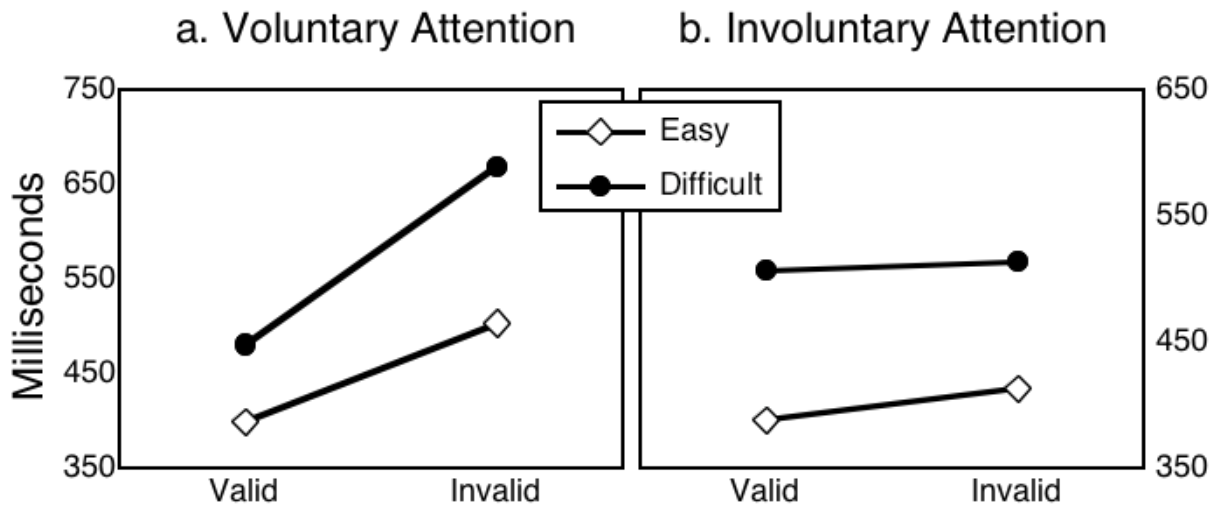 a. Voluntary Attention
b. Involuntary Attention
Milliseconds
750
650
550
450
350
Valid
Invalid
Easy
Difficult
650
550
450
350
Valid
Invalid